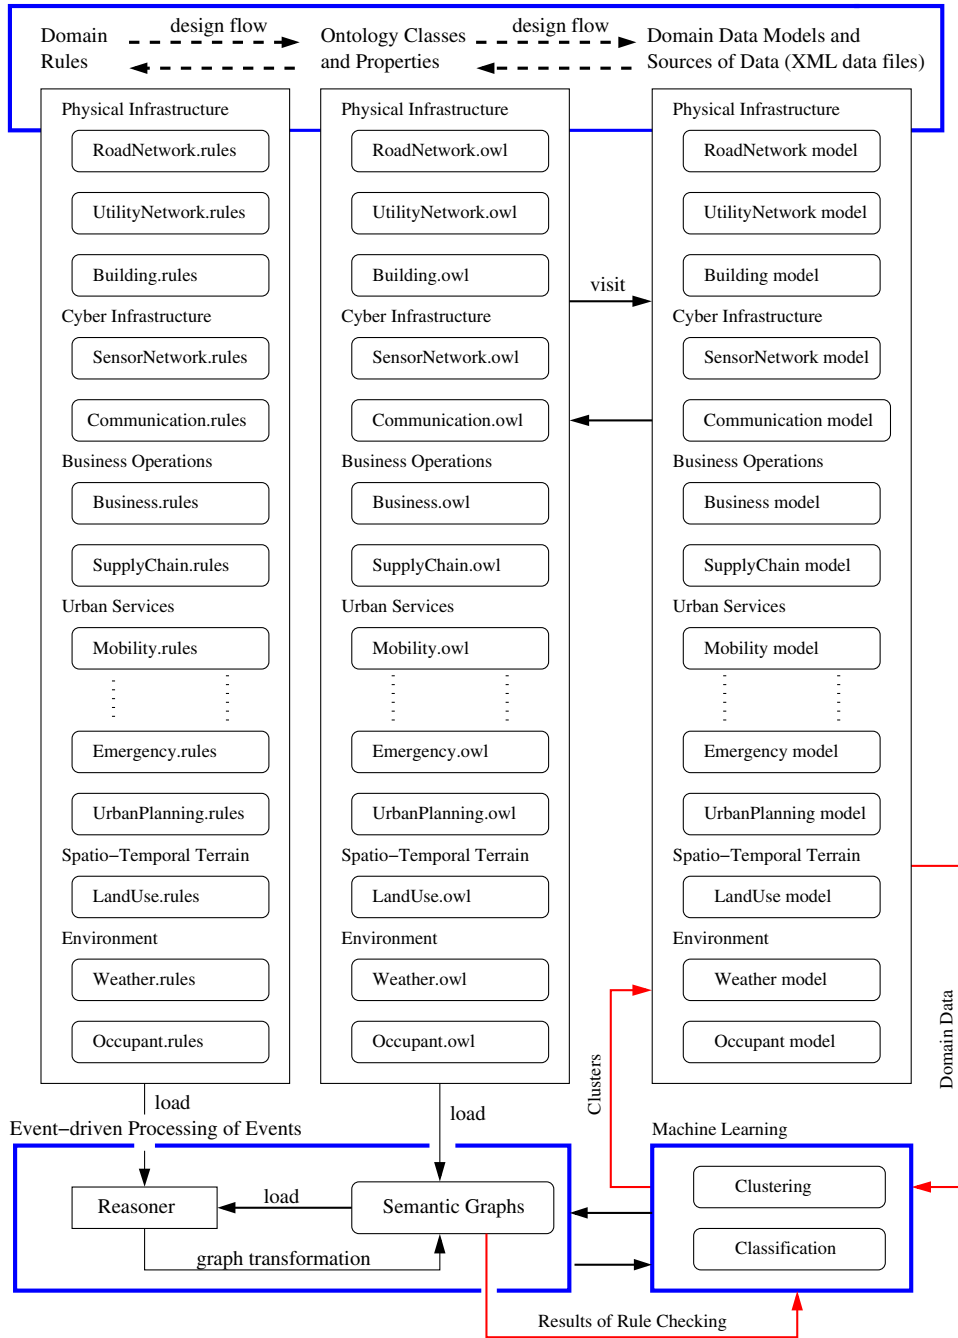 Domain
Rules
design flow
Ontology Classes
and Properties
design flow
Domain Data Models and
Sources of Data (XML data files)
Physical Infrastructure
RoadNetwork.rules
UtilityNetwork.rules
Building.rules
Cyber Infrastructure
SensorNetwork.rules
Communication.rules
Business Operations
Business.rules
SupplyChain.rules
Urban Services
Mobility.rules
Emergency.rules
UrbanPlanning.rules
Spatio-Temporal Terrain
LandUse.rules
Environment
Weather.rules
Occupant.rules
Physical Infrastructure
RoadNetwork.owl
UtilityNetwork.owl
Building.owl
Cyber Infrastructure
SensorNetwork.owl
Communication.owl
Business Operations
Business.owl
SupplyChain.owl
Urban Services
Mobility.owl
Emergency.owl
UrbanPlanning.owl
Spatio-Temporal Terrain
LandUse.owl
Environment
Weather.owl
Occupant.owl
visit
Physical Infrastructure
RoadNetwork model
UtilityNetwork model
Building model
Cyber Infrastructure
SensorNetwork model
Communication model
Business Operations
Business model
SupplyChain model
Urban Services
Mobility model
Emergency model
UrbanPlanning model
Spatio-Temporal Terrain
LandUse model
Environment
Weather model
Occupant model
Domain Data
Clusters
load
load
Event-driven Processing of Events
Reasoner
load
Semantic Graphs
graph transformation
Machine Learning
Clustering
Classification
Results of Rule Checking